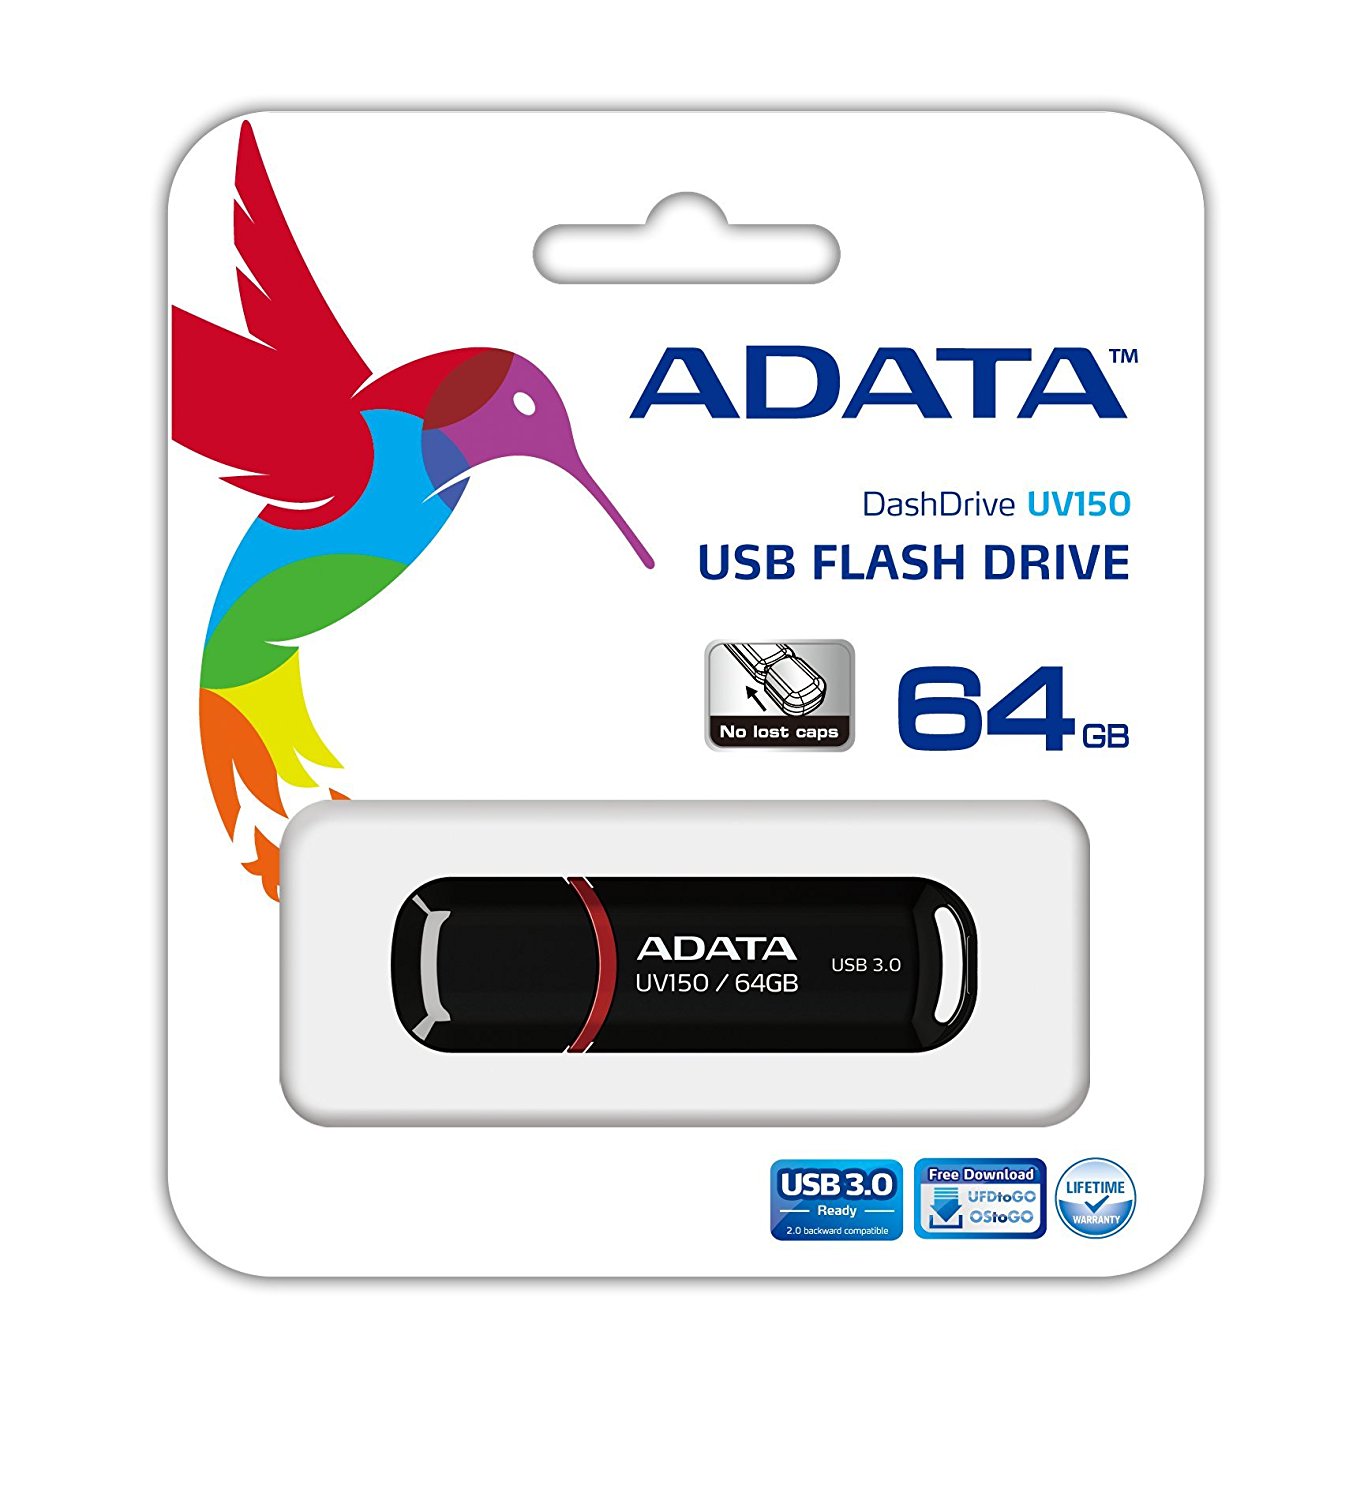 ADATA™
DashDrive UV150
USB FLASH DRIVE
No lost caps
64GB
ADATA
UV150 / 64GB
USB 3.0
USB 3.0
Ready
2.0 backward compatible
Free Download
UFDtoGO
OStoGO
LIFETIME
WARRANTY